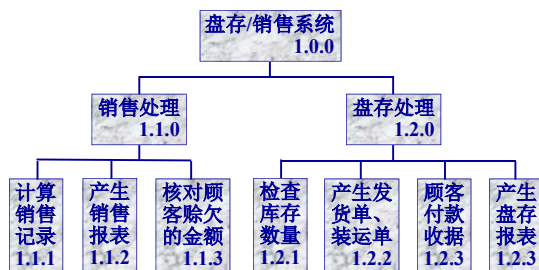 盘存/销售系统
1.0.0
销售处理
1.1.0
盘存处理
1.2.0
计算
销售
记录
1.1.1
产生
销售
报表
1.1.2
核对顾
客赊欠
的金额
1.1.3
检查
库存
数量
1.2.1
产生发
货单、
装运单
1.2.2
顾客
付款
收据
1.2.3
产生
盘存
报表
1.2.3